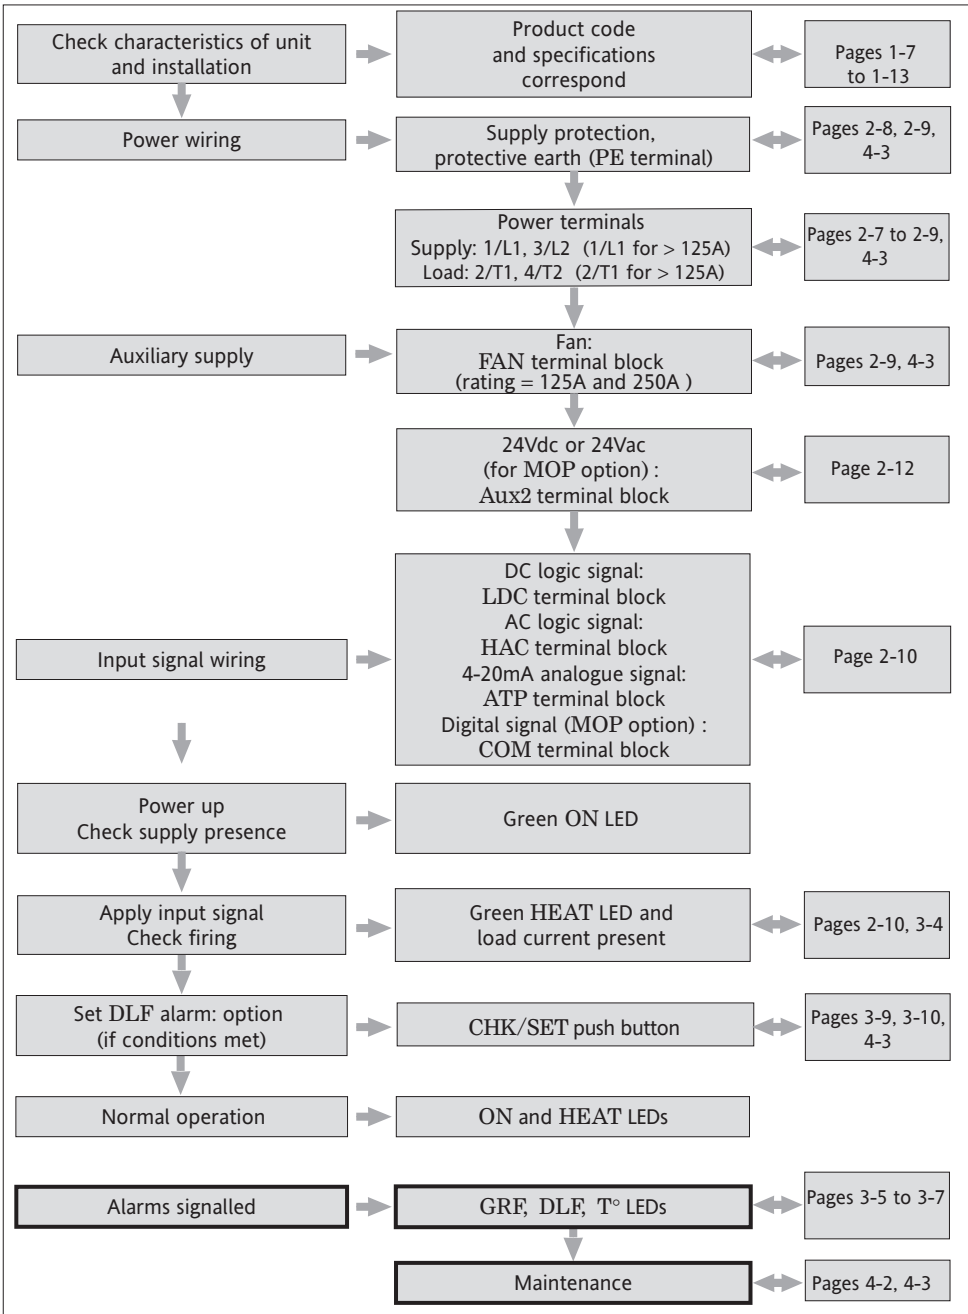 Check characteristics of unit
and installation
Product code
and specifications
correspond
Pages 1-7
to 1-13
Power wiring
Supply protection,
protective earth (PE terminal)
Pages 2-8, 2-9,
4-3
Power terminals
Supply: 1/L1, 3/L2 (1/L1 for > 125A)
Load: 2/T1, 4/T2 (2/T1 for > 125A)
Pages 2-7 to 2-9,
4-3
Auxiliary supply
Fan:
FAN terminal block
(rating = 125A and 250A )
Pages 2-9, 4-3
24Vdc or 24Vac
(for MOP option) :
Aux2 terminal block
Page 2-12
Input signal wiring
DC logic signal:
LDC terminal block
AC logic signal:
HAC terminal block
4-20mA analogue signal:
ATP terminal block
Digital signal (MOP option) :
COM terminal block
Page 2-10
Power up
Check supply presence
Green ON LED
Apply input signal
Check firing
Green HEAT LED and
load current present
Pages 2-10, 3-4
Set DLF alarm: option
(if conditions met)
CHK/SET push button
Pages 3-9, 3-10,
4-3
Normal operation
ON and HEAT LEDs
Alarms signalled
GRF, DLF, T° LEDs
Pages 3-5 to 3-7
Maintenance
Pages 4-2, 4-3